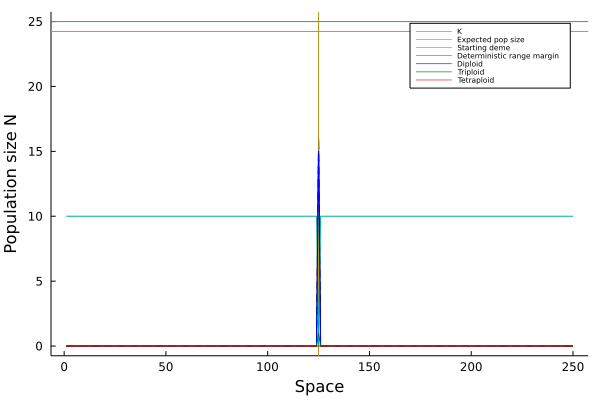 25
20
15
10
5
0
Population size N
K
Expected pop size
Starting deme
Deterministic range margin
Diploid
Triploid
Tetraploid
0 50 100 150 200 250
Space